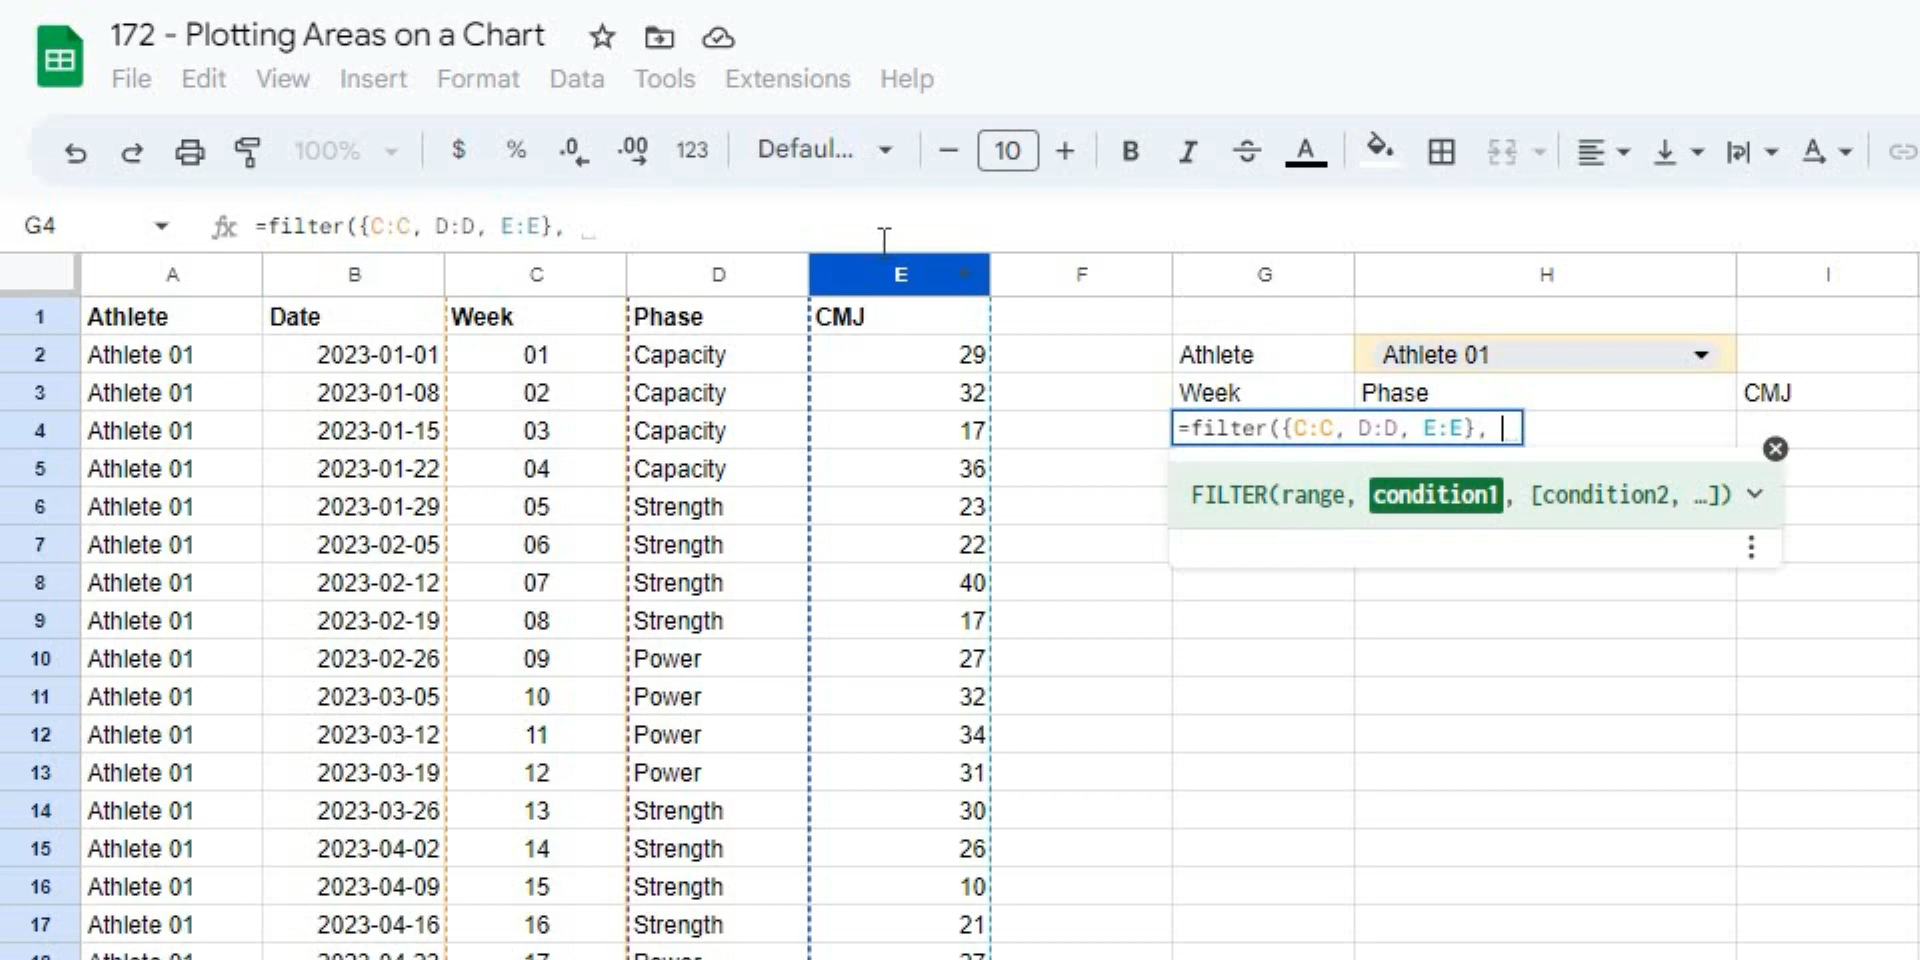 172 - Plotting Areas on a Chart
File Edit View Insert Format Data Tools Extensions Help
100% $ % .0 .00 123 Defaul... − 10 + B I A A
G4 fx =filter({C:C, D:D, E:E},
A B C D E F G H I
1 Athlete Date Week Phase CMJ
2 Athlete 01 2023-01-01 01 Capacity 29 Athlete Athlete 01
3 Athlete 01 2023-01-08 02 Capacity 32 Week Phase CMJ
4 Athlete 01 2023-01-15 03 Capacity 17 =filter({C:C, D:D, E:E},
5 Athlete 01 2023-01-22 04 Capacity 36
FILTER(range, condition1, [condition2, …])
6 Athlete 01 2023-01-29 05 Strength 23
7 Athlete 01 2023-02-05 06 Strength 22
8 Athlete 01 2023-02-12 07 Strength 40
9 Athlete 01 2023-02-19 08 Strength 17
10 Athlete 01 2023-02-26 09 Power 27
11 Athlete 01 2023-03-05 10 Power 32
12 Athlete 01 2023-03-12 11 Power 34
13 Athlete 01 2023-03-19 12 Power 31
14 Athlete 01 2023-03-26 13 Strength 30
15 Athlete 01 2023-04-02 14 Strength 26
16 Athlete 01 2023-04-09 15 Strength 10
17 Athlete 01 2023-04-16 16 Strength 21